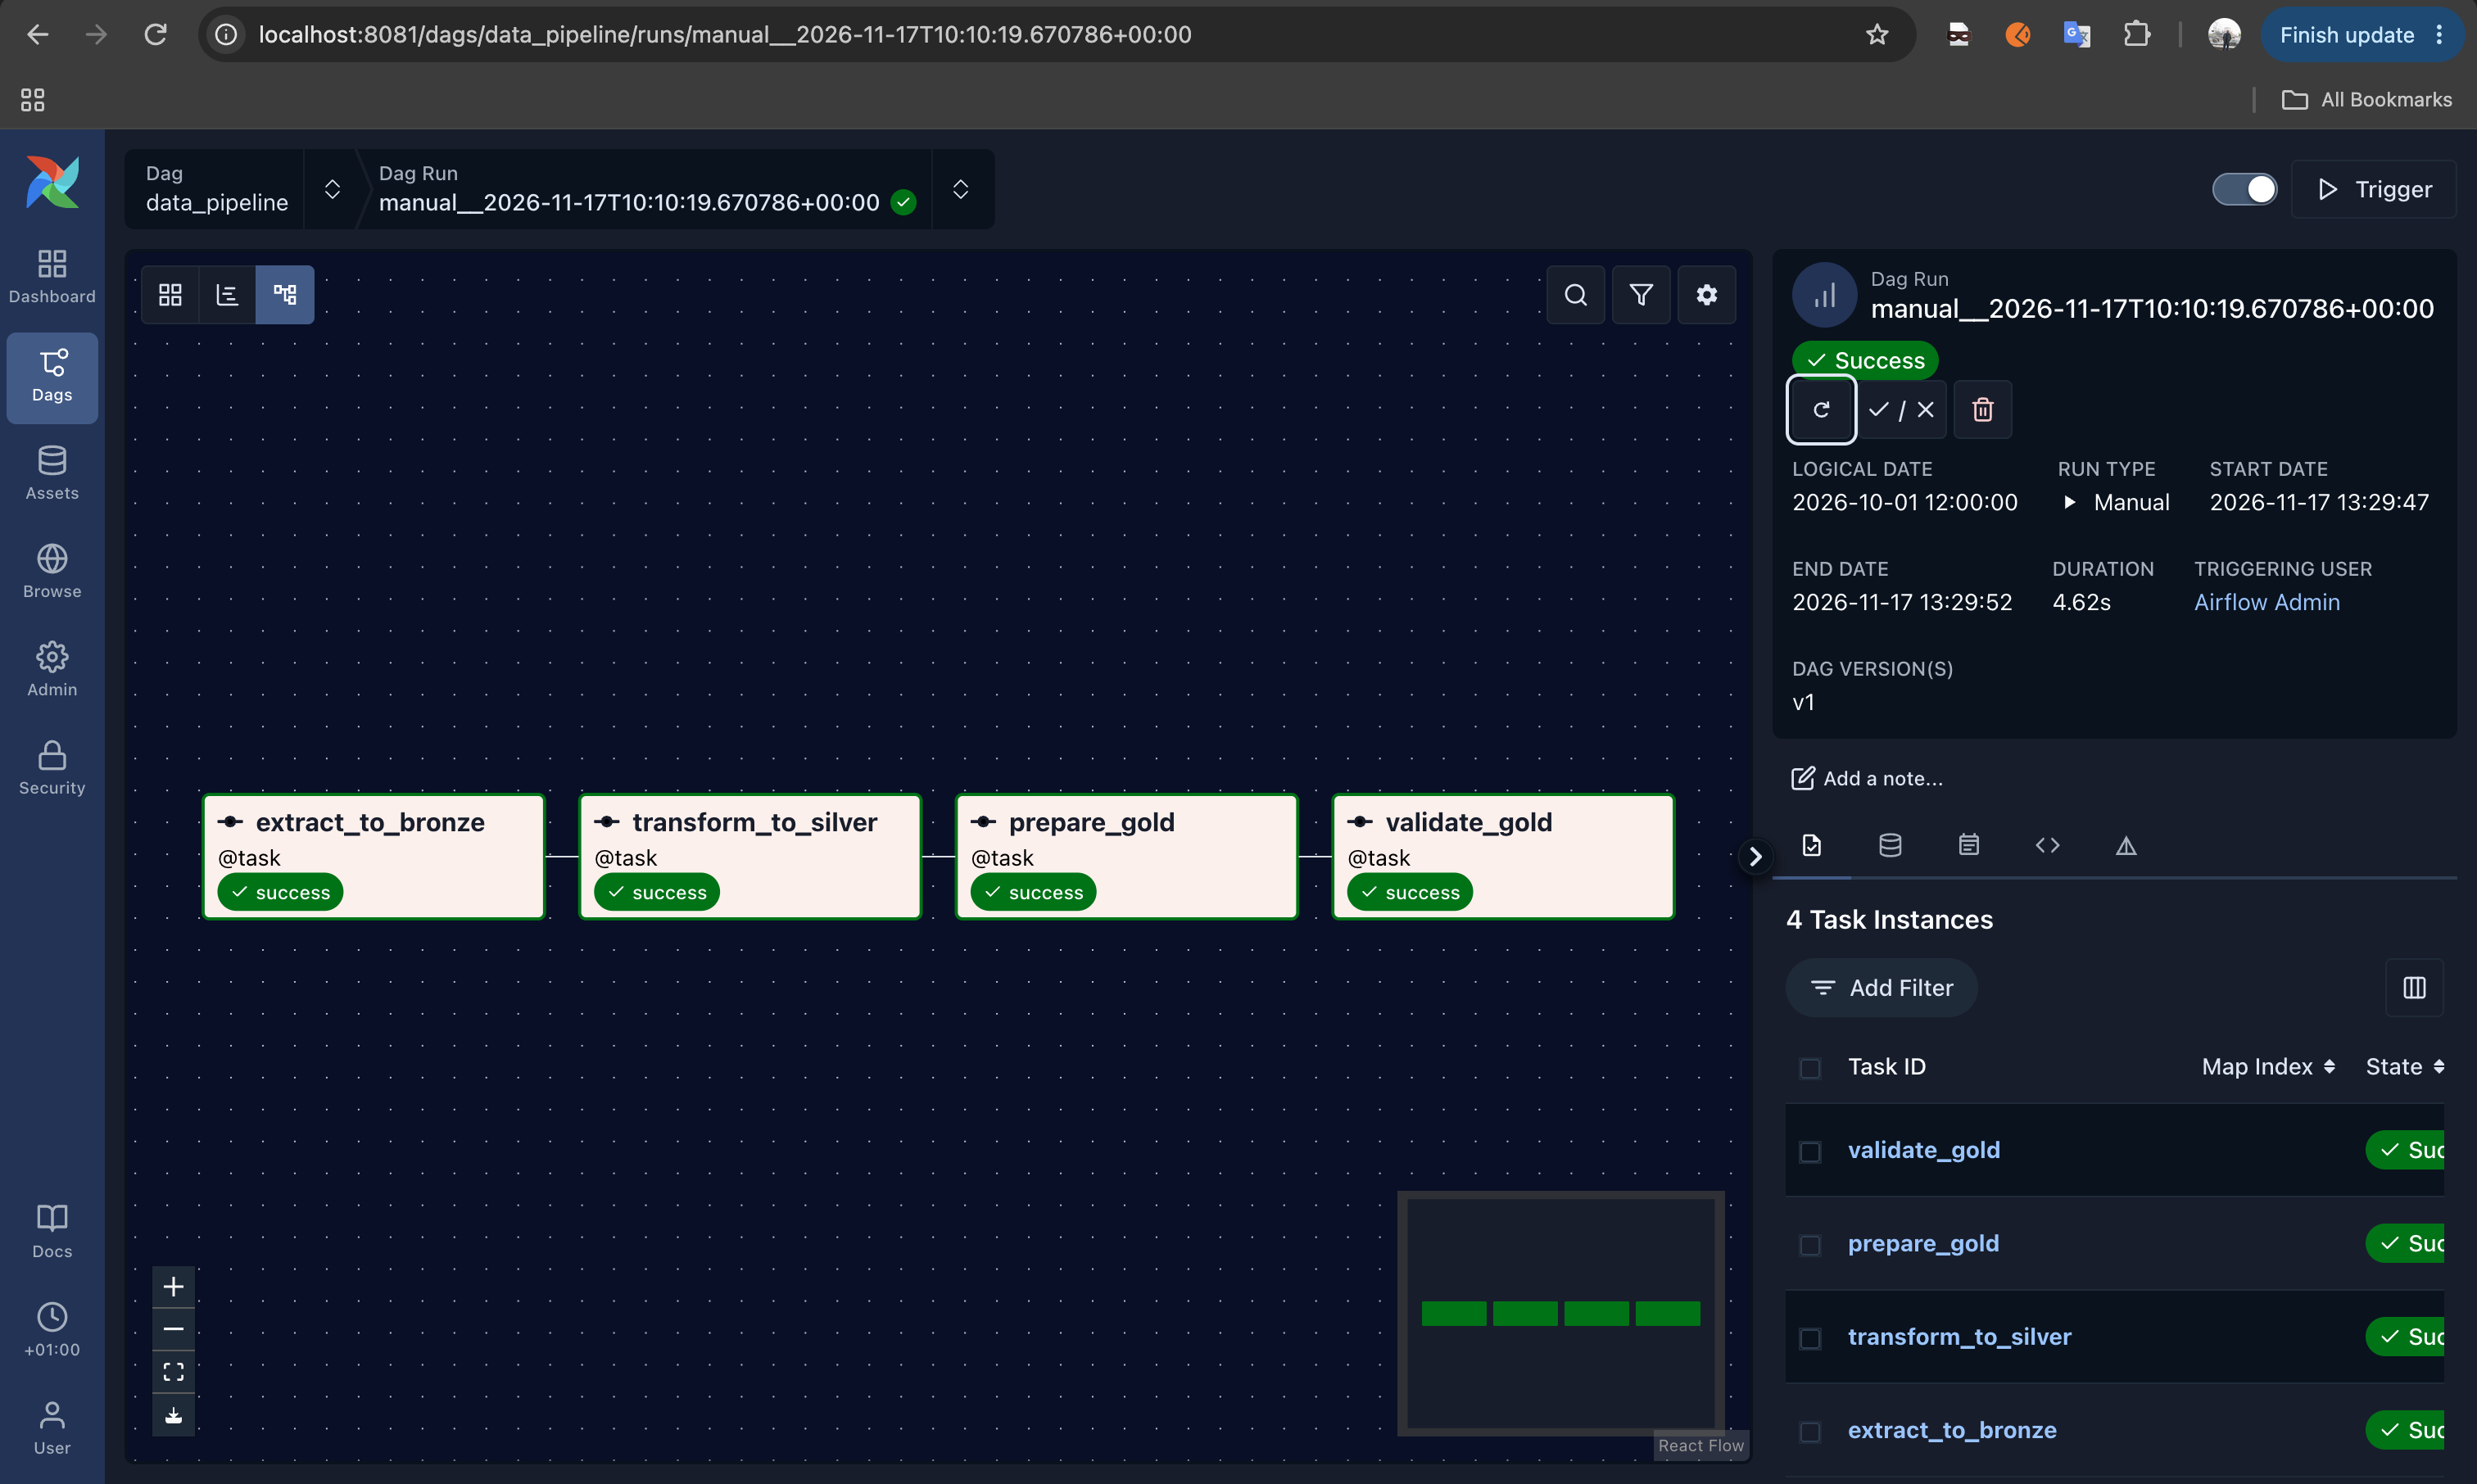 localhost:8081/dags/data_pipeline/runs/manual__2026-11-17T10:10:19.670786+00:00
Finish update
All Bookmarks
Dag
data_pipeline
Dag Run
manual__2026-11-17T10:10:19.670786+00:00
Trigger
Dashboard
Dags
Assets
Browse
Admin
Security
Docs
+01:00
User
extract_to_bronze
@task
success
transform_to_silver
@task
success
prepare_gold
@task
success
validate_gold
@task
success
React Flow
Dag Run
manual__2026-11-17T10:10:19.670786+00:00
Success
/
LOGICAL DATE RUN TYPE START DATE
2026-10-01 12:00:00 Manual 2026-11-17 13:29:47
END DATE DURATION TRIGGERING USER
2026-11-17 13:29:52 4.62s Airflow Admin
DAG VERSION(S)
v1
Add a note...
4 Task Instances
Add Filter
Task ID Map Index State
validate_gold Suc
prepare_gold Suc
transform_to_silver Suc
extract_to_bronze Suc